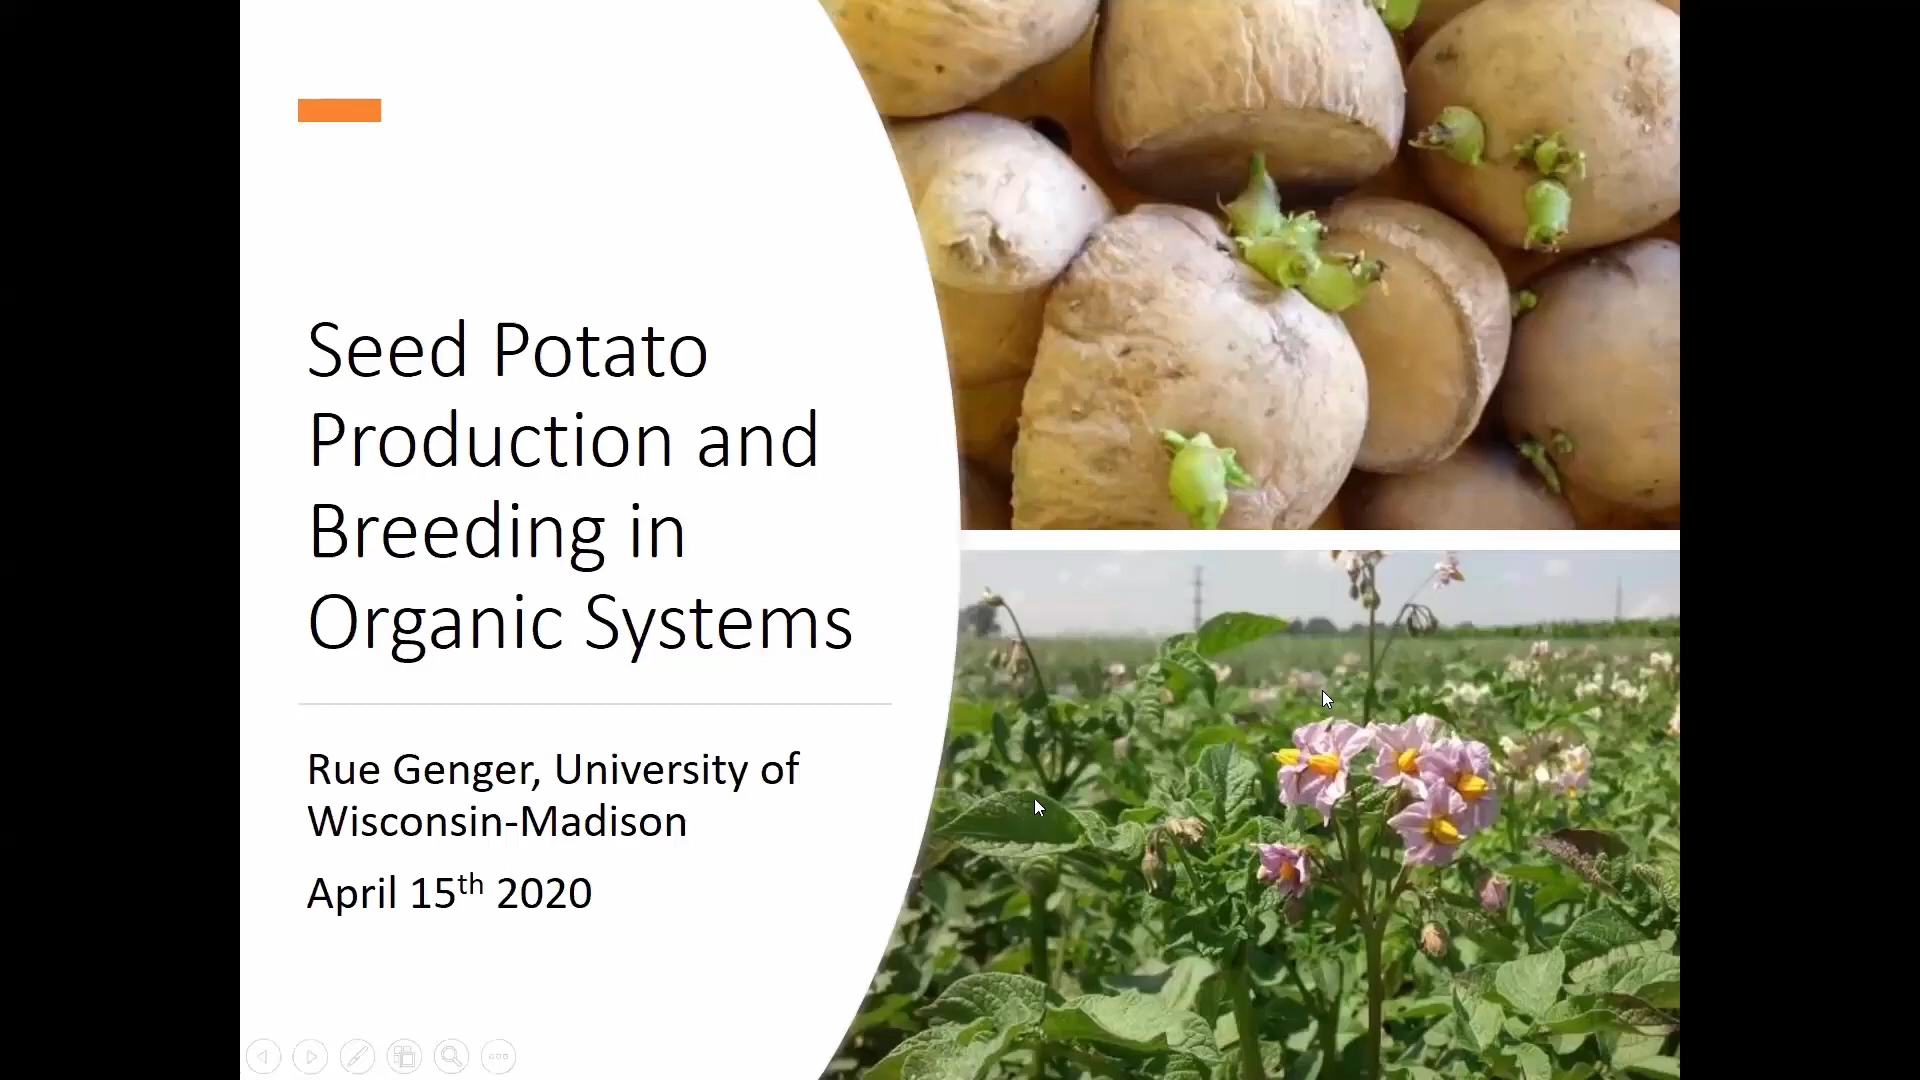 Seed Potato
Production and
Breeding in
Organic Systems
Rue Genger, University of
Wisconsin-Madison
April 15th 2020